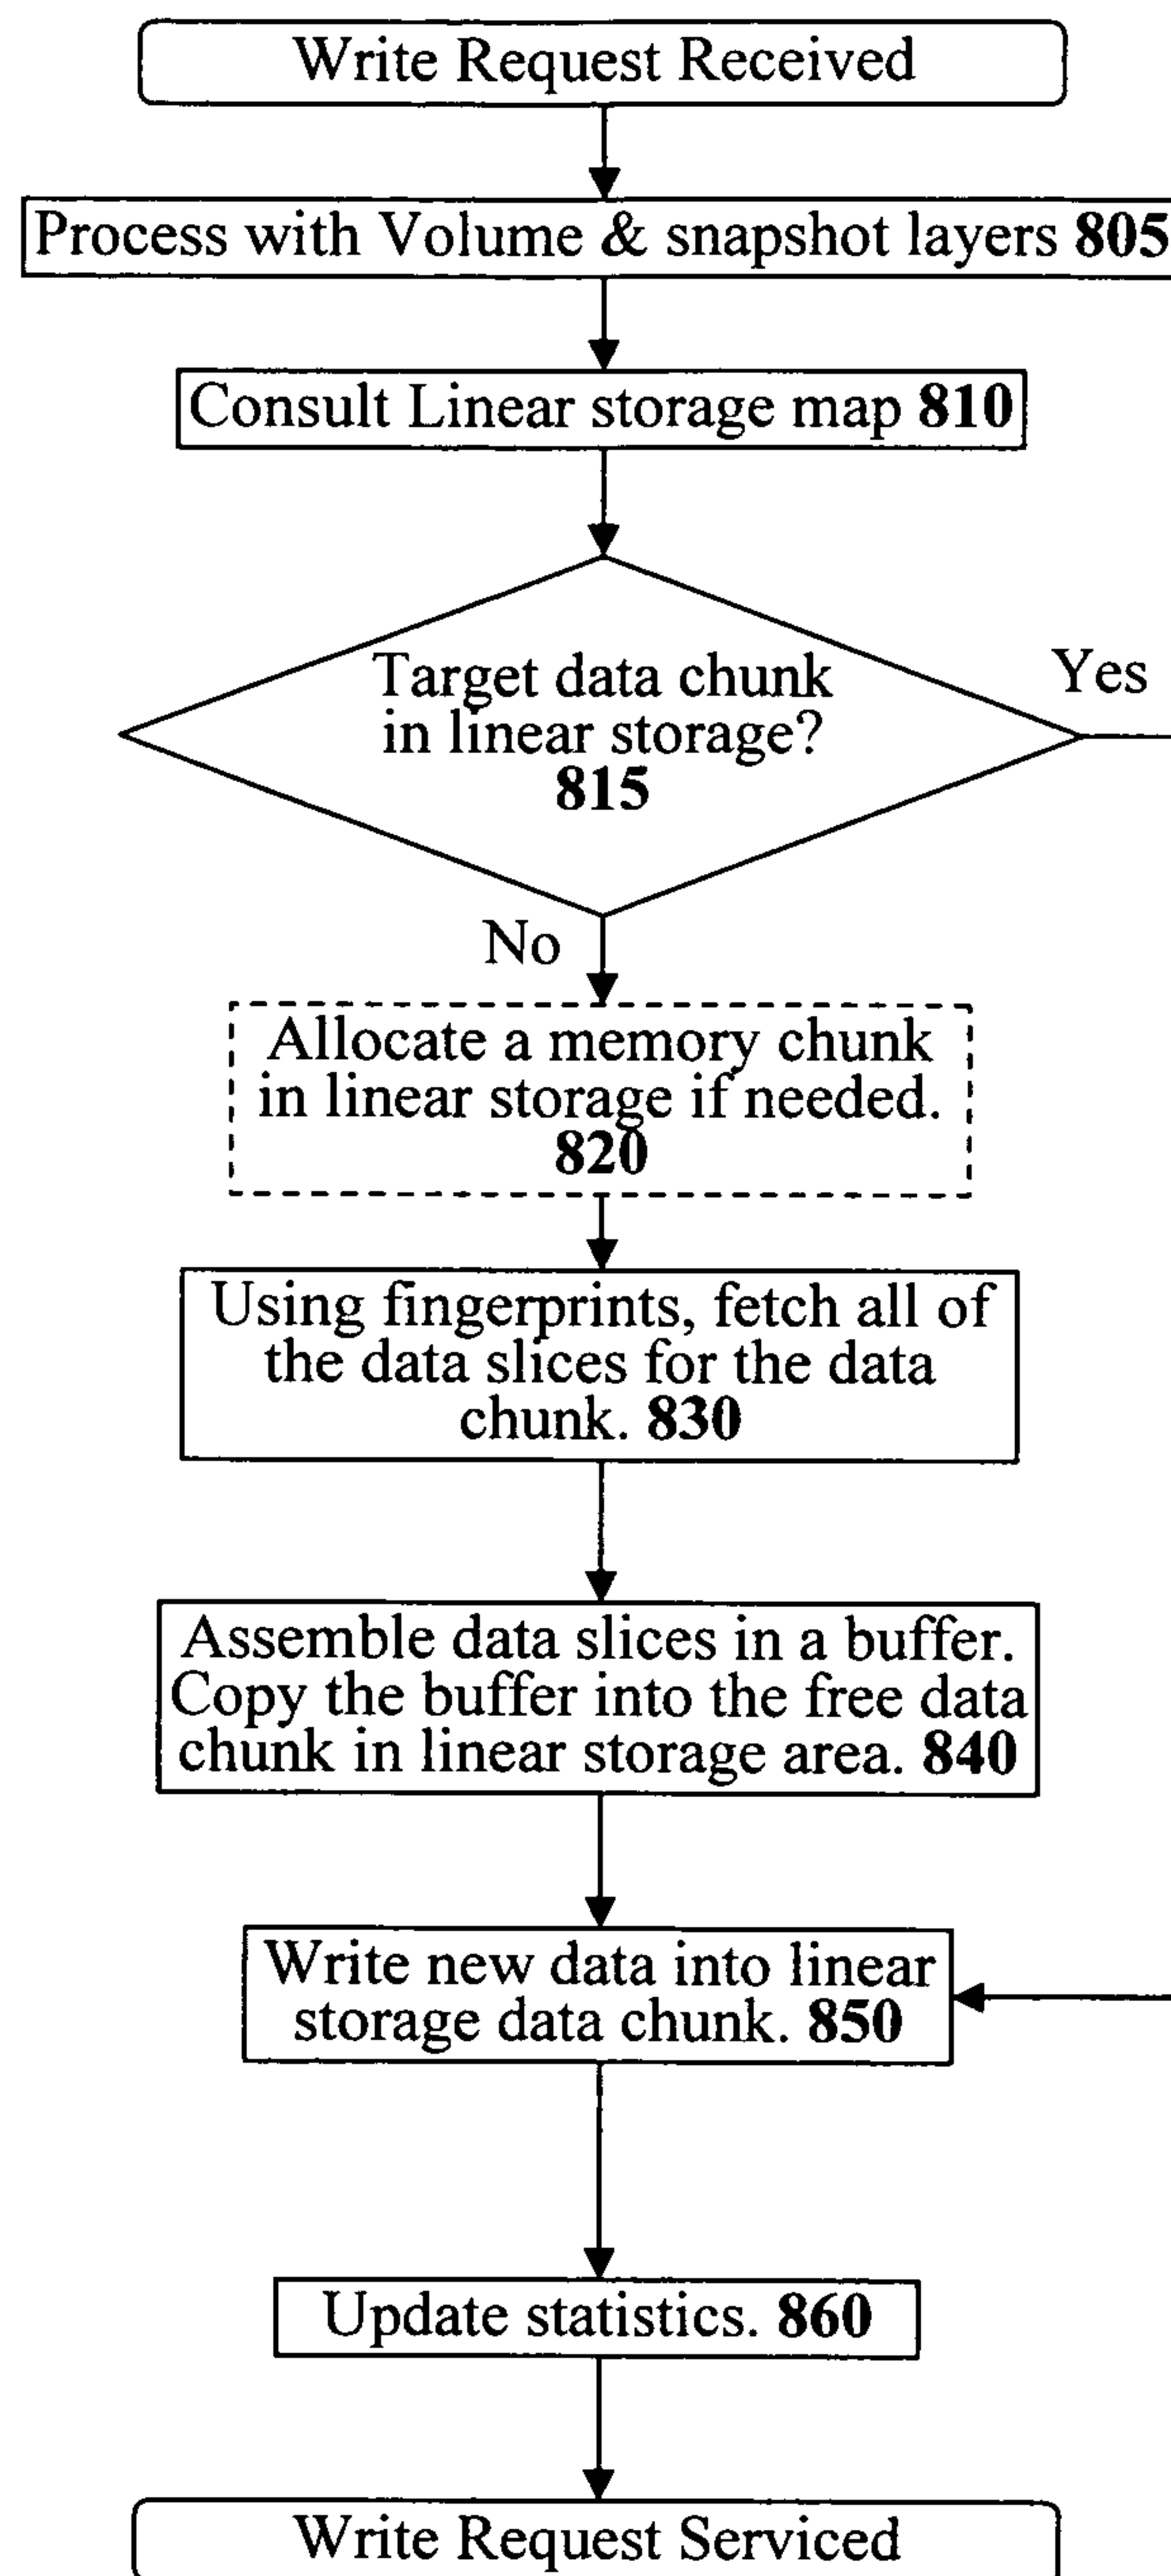 Write Request Received
Process with Volume & snapshot layers 805
Consult Linear storage map 810
Target data chunk
in linear storage?
815
Yes
No
Allocate a memory chunk
in linear storage if needed.
820
Using fingerprints, fetch all of
the data slices for the data
chunk. 830
Assemble data slices in a buffer.
Copy the buffer into the free data
chunk in linear storage area. 840
Write new data into linear
storage data chunk. 850
Update statistics. 860
Write Request Serviced